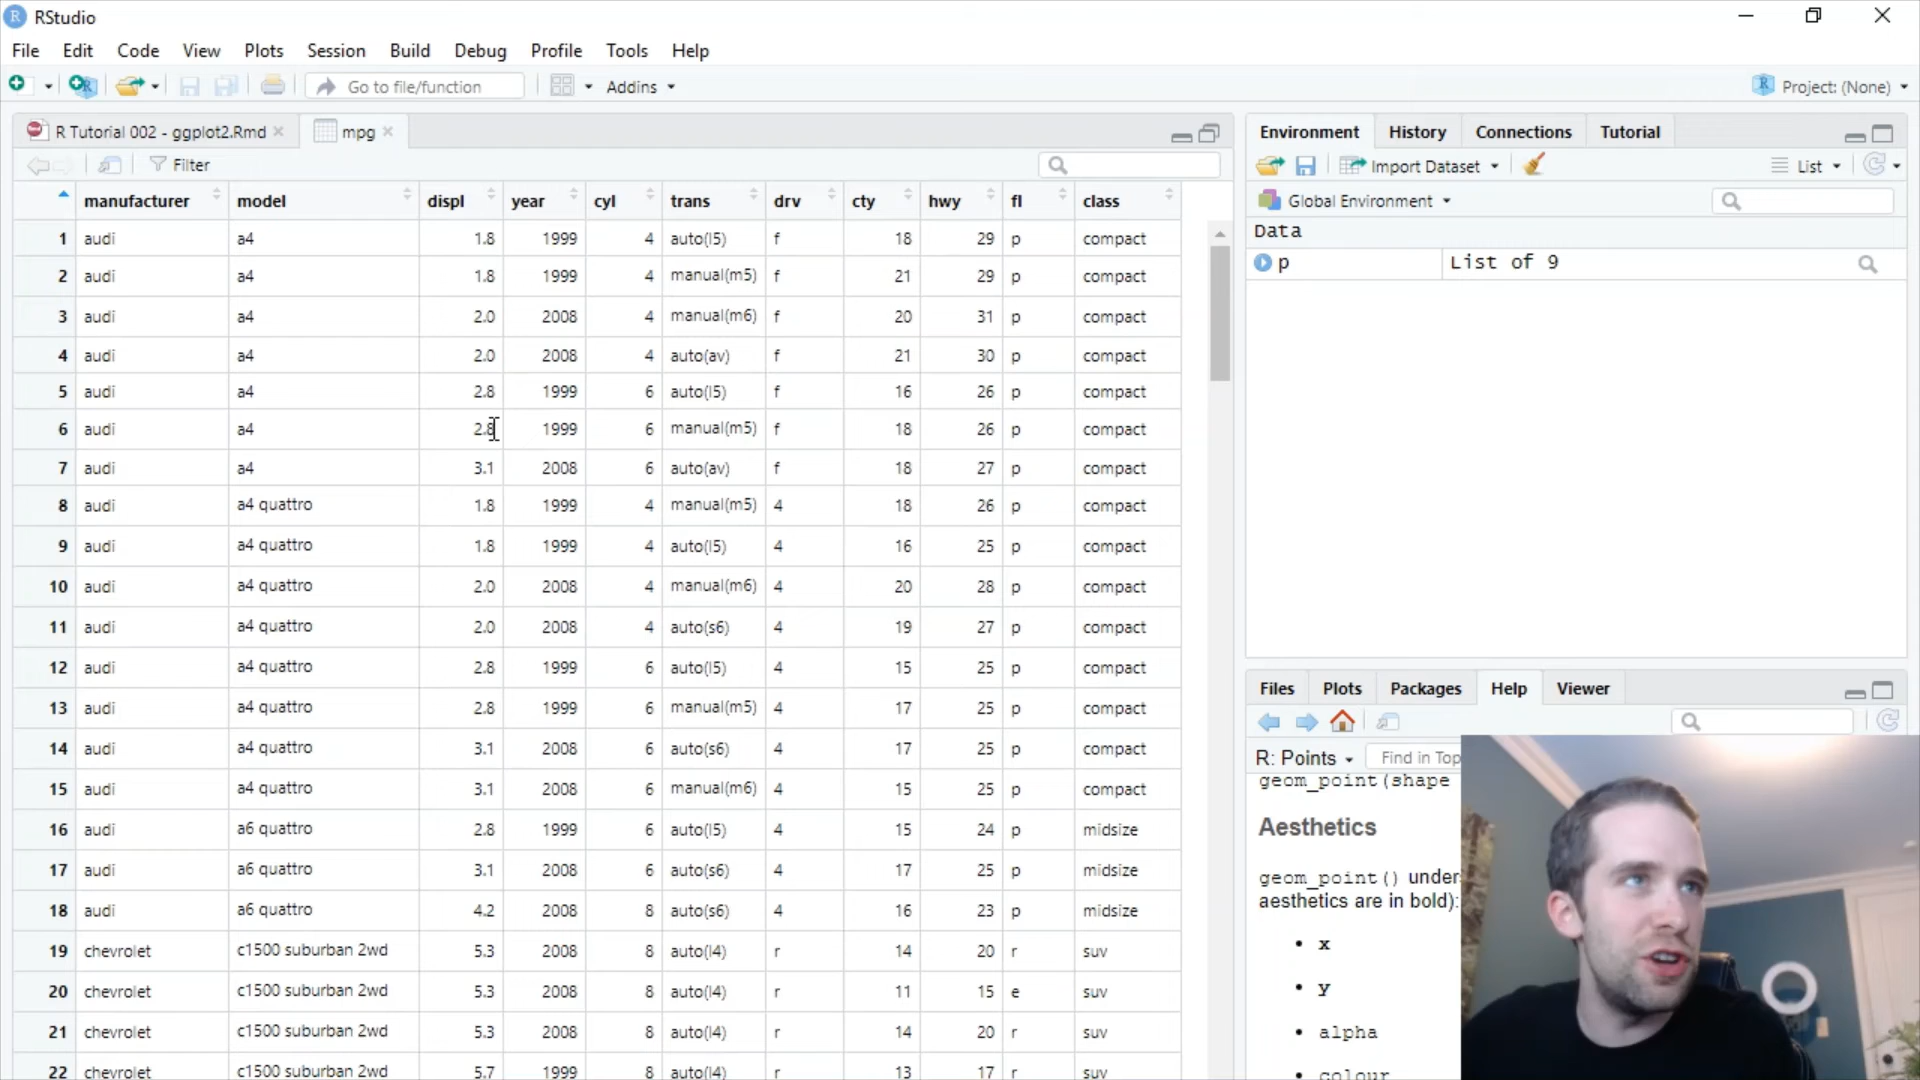 RStudio
File Edit Code View Plots Session Build Debug Profile Tools Help
Go to file/function Addins Project: (None)
R Tutorial 002 - ggplot2.Rmd mpg
Filter
manufacturer model displ year cyl trans drv cty hwy fl class
1 audi a4 1.8 1999 4 auto(l5) f 18 29 p compact
2 audi a4 1.8 1999 4 manual(m5) f 21 29 p compact
3 audi a4 2.0 2008 4 manual(m6) f 20 31 p compact
4 audi a4 2.0 2008 4 auto(av) f 21 30 p compact
5 audi a4 2.8 1999 6 auto(l5) f 16 26 p compact
6 audi a4 2.8 1999 6 manual(m5) f 18 26 p compact
7 audi a4 3.1 2008 6 auto(av) f 18 27 p compact
8 audi a4 quattro 1.8 1999 4 manual(m5) 4 18 26 p compact
9 audi a4 quattro 1.8 1999 4 auto(l5) 4 16 25 p compact
10 audi a4 quattro 2.0 2008 4 manual(m6) 4 20 28 p compact
11 audi a4 quattro 2.0 2008 4 auto(s6) 4 19 27 p compact
12 audi a4 quattro 2.8 1999 6 auto(l5) 4 15 25 p compact
13 audi a4 quattro 2.8 1999 6 manual(m5) 4 17 25 p compact
14 audi a4 quattro 3.1 2008 6 auto(s6) 4 17 25 p compact
15 audi a4 quattro 3.1 2008 6 manual(m6) 4 15 25 p compact
16 audi a6 quattro 2.8 1999 6 auto(l5) 4 15 24 p midsize
17 audi a6 quattro 3.1 2008 6 auto(s6) 4 17 25 p midsize
18 audi a6 quattro 4.2 2008 8 auto(s6) 4 16 23 p midsize
19 chevrolet c1500 suburban 2wd 5.3 2008 8 auto(l4) r 14 20 r suv
20 chevrolet c1500 suburban 2wd 5.3 2008 8 auto(l4) r 11 15 e suv
21 chevrolet c1500 suburban 2wd 5.3 2008 8 auto(l4) r 14 20 r suv
22 chevrolet c1500 suburban 2wd 5.7 1999 8 auto(l4) r 13 17 r suv
Environment History Connections Tutorial
Import Dataset List
Global Environment
Data
p List of 9
Files Plots Packages Help Viewer
R: Points Find in Top
geom_point(shape
Aesthetics
geom_point() under
aesthetics are in bold):
• x
• y
• alpha
• colour